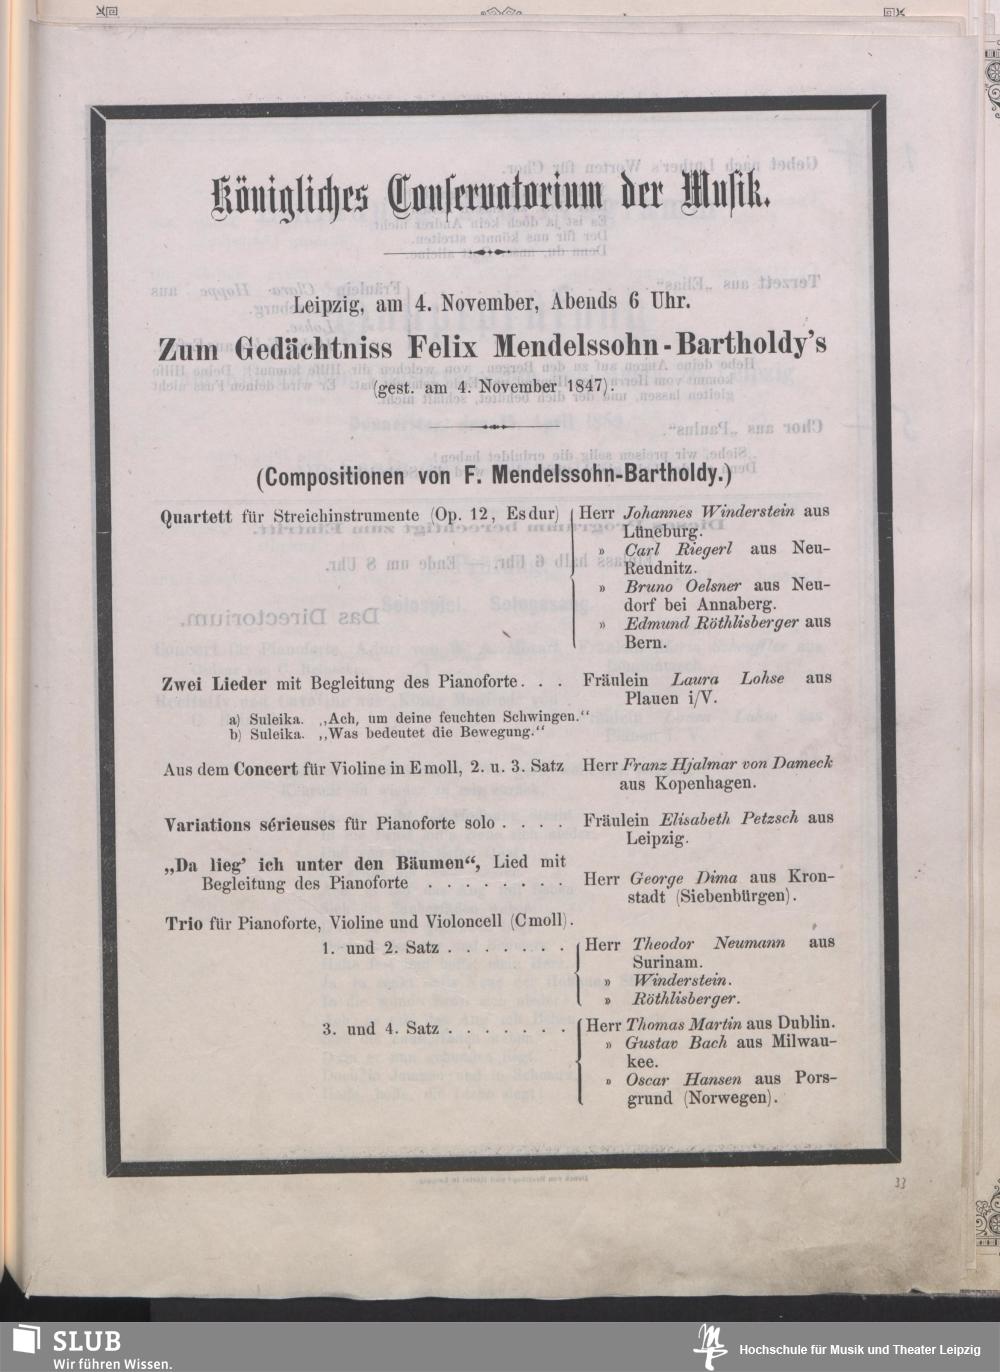 Königliches Conservatorium der Musik.
Leipzig, am 4. November, Abends 6 Uhr.
Zum Gedächtniss Felix Mendelssohn-Bartholdy's
(gest. am 4. November 1847).
(Compositionen von F. Mendelssohn-Bartholdy.)
Quartett für Streichinstrumente (Op. 12, Es dur) Herr Johannes Winderstein aus
Lüneburg.
» Carl Riegerl aus Neu-
Reudnitz.
» Bruno Oelsner aus Neu-
dorf bei Annaberg.
» Edmund Röthlisberger aus
Bern.
Zwei Lieder mit Begleitung des Pianoforte. . . Fräulein Laura Lohse aus
Plauen i/V.
a) Suleika. „Ach, um deine feuchten Schwingen.“
b) Suleika. „Was bedeutet die Bewegung.“
Aus dem Concert für Violine in E moll, 2. u. 3. Satz Herr Franz Hjalmar von Dameck
aus Kopenhagen.
Variations sérieuses für Pianoforte solo . . . . Fräulein Elisabeth Petzsch aus
Leipzig.
„Da lieg' ich unter den Bäumen“, Lied mit
Begleitung des Pianoforte . . . . . . . . Herr George Dima aus Kron-
stadt (Siebenbürgen).
Trio für Pianoforte, Violine und Violoncell (C moll).
1. und 2. Satz . . . . . . . Herr Theodor Neumann aus
Surinam.
» Winderstein.
» Röthlisberger.
3. und 4. Satz . . . . . . . Herr Thomas Martin aus Dublin.
» Gustav Bach aus Milwau-
kee.
» Oscar Hansen aus Pors-
grund (Norwegen).
33
SLUB
Wir führen Wissen.
Hochschule für Musik und Theater Leipzig